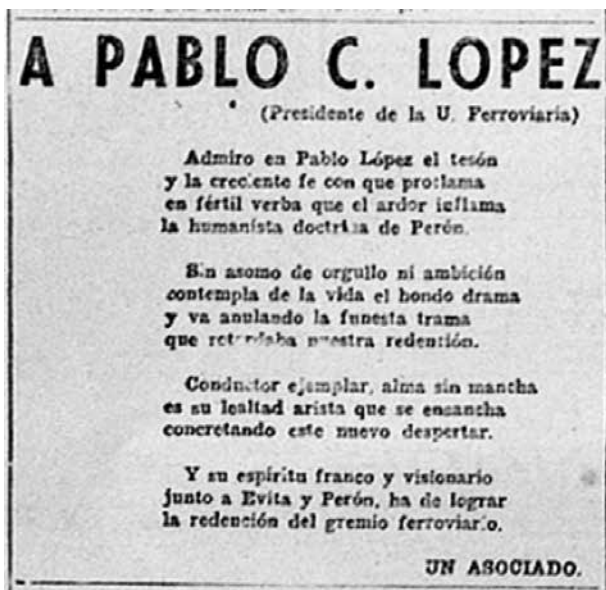 A PABLO C. LOPEZ
(Presidente de la U. Ferroviaria)
Admiro en Pablo López el tesón
y la creciente fe con que proclama
en fértil verba que el ardor inflama
la humanista doctrina de Perón.
Sin asomo de orgullo ni ambición
contempla de la vida el hondo drama
y va anulando la funesta trama
que retardaba nuestra redención.
Conductor ejemplar, alma sin mancha
es su lealtad arista que se ensancha
concretando este nuevo despertar.
Y su espíritu franco y visionario
junto a Evita y Perón, ha de lograr
la redención del gremio ferroviario.
UN ASOCIADO.